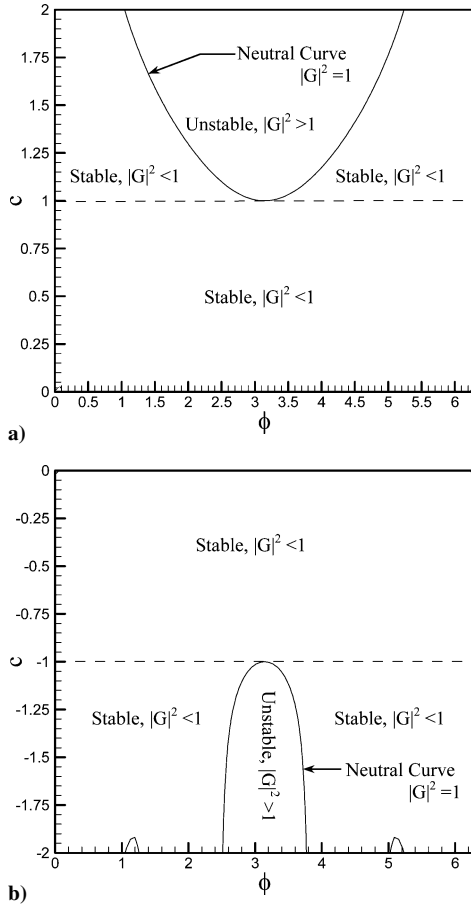 2
1.75
1.5
1.25
1
0.75
0.5
0.25
0
c
Neutral Curve
|G|² =1
Unstable, |G|² >1
Stable, |G|² <1
Stable, |G|² <1
Stable, |G|² <1
0 0.5 1 1.5 2 2.5 3 3.5 4 4.5 5 5.5 6
ϕ
a)
0
-0.25
-0.5
-0.75
-1
-1.25
-1.5
-1.75
-2
c
Stable, |G|² <1
Stable, |G|² <1
Unstable, |G|² >1
Stable, |G|² <1
Neutral Curve
|G|² =1
0 1 2 3 4 5 6
ϕ
b)